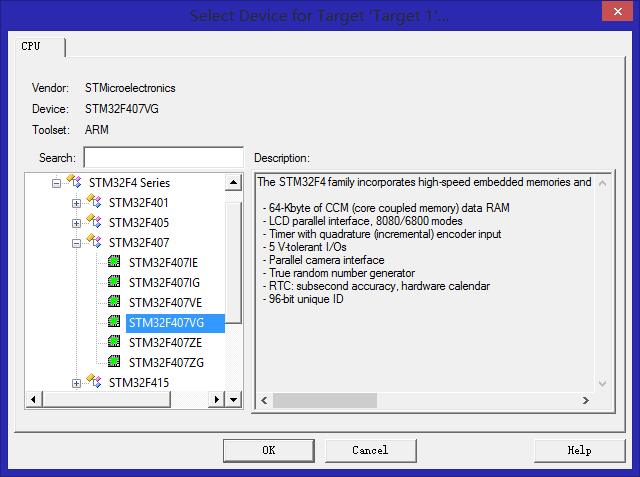 Select Device for Target 'Target 1'...
CPU
Vendor: STMicroelectronics
Device: STM32F407VG
Toolset: ARM
Search:
STM32F4 Series
STM32F401
STM32F405
STM32F407
STM32F407IE
STM32F407IG
STM32F407VE
STM32F407VG
STM32F407ZE
STM32F407ZG
STM32F415
Description:
The STM32F4 family incorporates high-speed embedded memories and
- 64-Kbyte of CCM (core coupled memory) data RAM
- LCD parallel interface, 8080/6800 modes
- Timer with quadrature (incremental) encoder input
- 5 V-tolerant I/Os
- Parallel camera interface
- True random number generator
- RTC: subsecond accuracy, hardware calendar
- 96-bit unique ID
OK
Cancel
Help